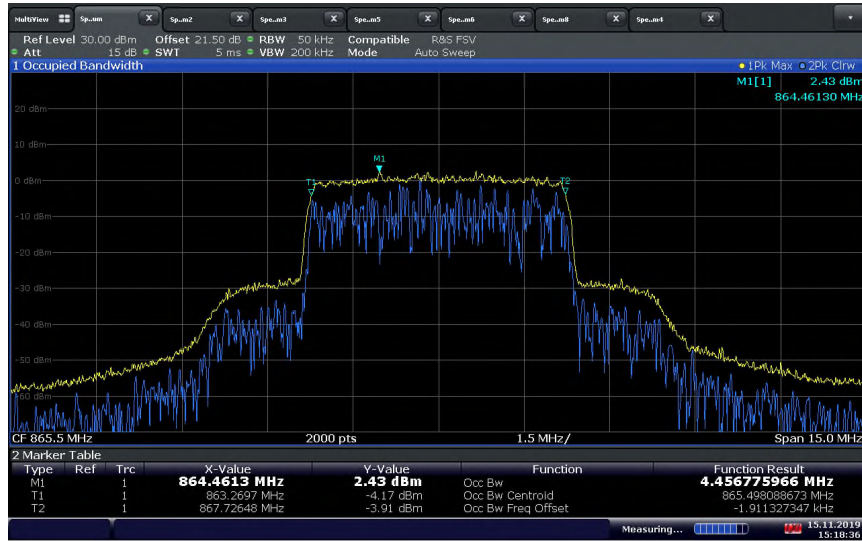 MultiView Sp..um X Sp..m2 X Spe..m3 X Spe..m5 X Spe..m6 X Spe..m8 X Spe..m4 X
Ref Level 30.00 dBm Offset 21.50 dB RBW 50 kHz Compatible R&S FSV
Att 15 dB SWT 5 ms VBW 200 kHz Mode Auto Sweep
1 Occupied Bandwidth 1Pk Max 2Pk Clrw
M1[1] 2.43 dBm
864.46130 MHz
20 dBm
10 dBm
M1
0 dBm
T1 T2
-10 dBm
-20 dBm
-30 dBm
-40 dBm
-50 dBm
-60 dBm
CF 865.5 MHz 2000 pts 1.5 MHz/ Span 15.0 MHz
2 Marker Table
Type Ref Trc X-Value Y-Value Function Function Result
M1 1 864.4613 MHz 2.43 dBm Occ Bw 4.456775966 MHz
T1 1 863.2697 MHz -4.17 dBm Occ Bw Centroid 865.498088673 MHz
T2 1 867.72648 MHz -3.91 dBm Occ Bw Freq Offset -1.911327347 kHz
Measuring... 15.11.2019
15:18:36